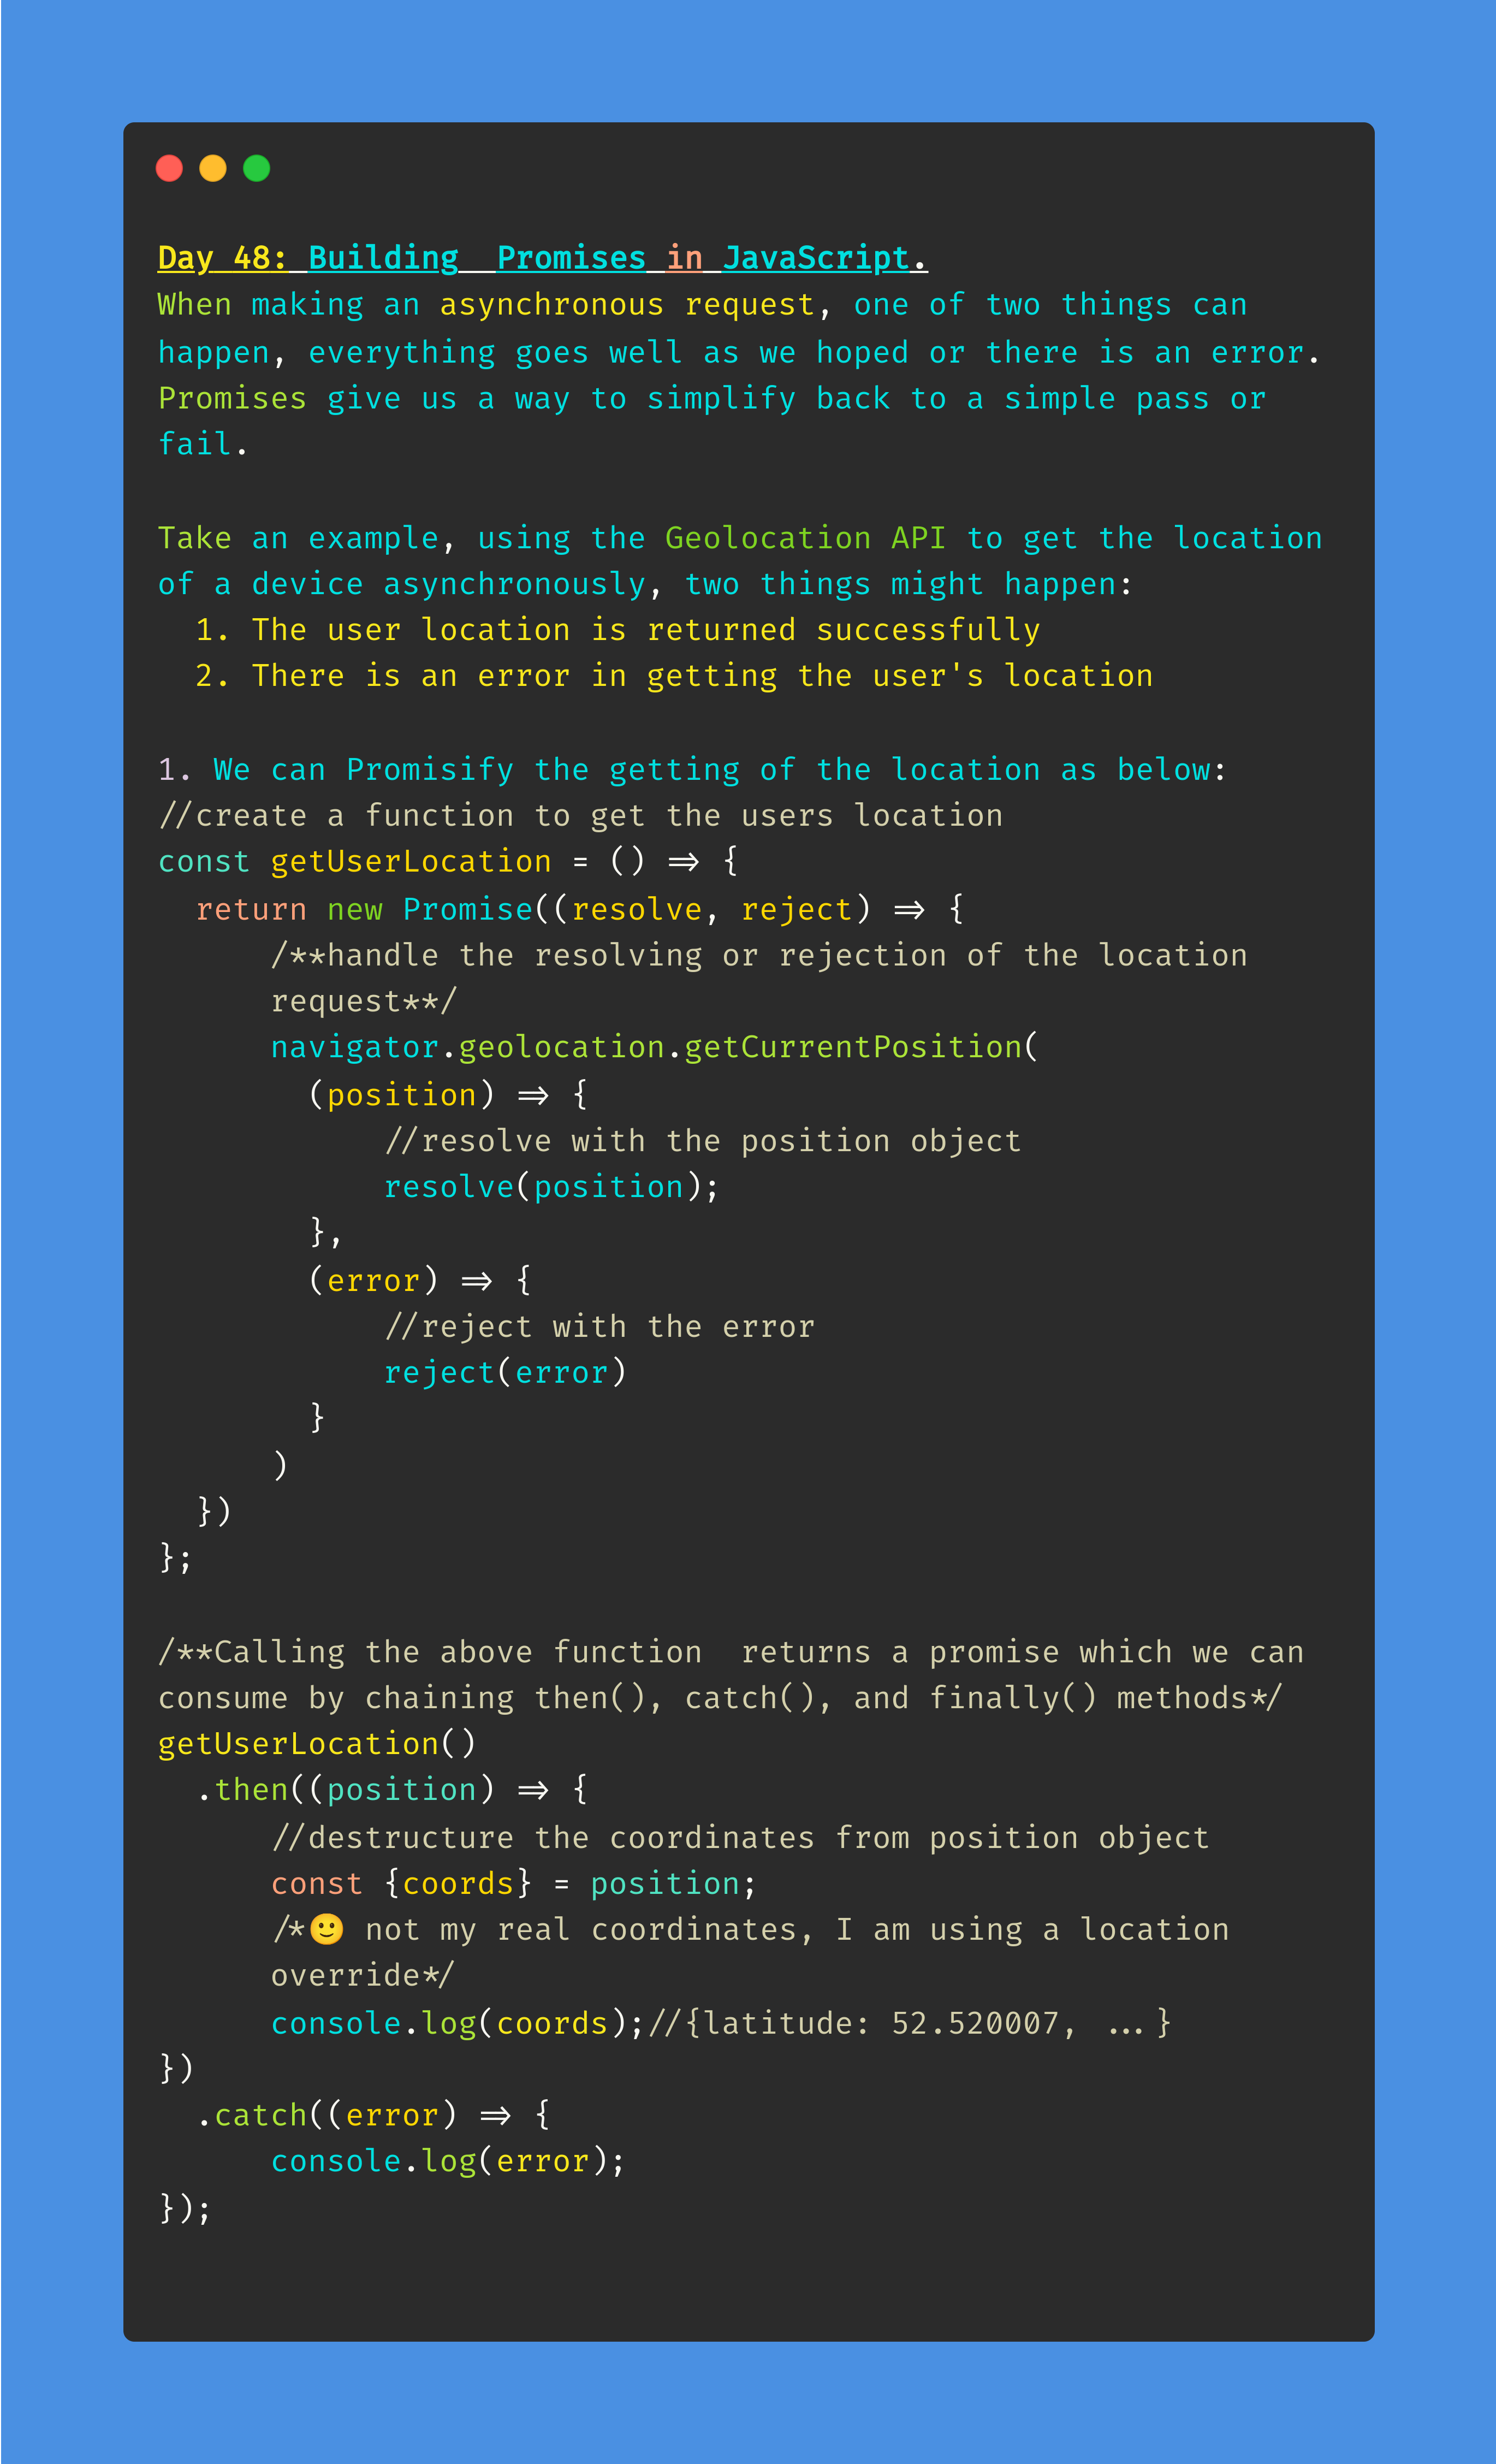 Day 48: Building  Promises in JavaScript.
When making an asynchronous request, one of two things can
happen, everything goes well as we hoped or there is an error.
Promises give us a way to simplify back to a simple pass or
fail.

Take an example, using the Geolocation API to get the location
of a device asynchronously, two things might happen:
  1. The user location is returned successfully
  2. There is an error in getting the user's location

1. We can Promisify the getting of the location as below:
//create a function to get the users location
const getUserLocation = () => {
  return new Promise((resolve, reject) => {
      /**handle the resolving or rejection of the location
      request**/
      navigator.geolocation.getCurrentPosition(
        (position) => {
            //resolve with the position object
            resolve(position);
        },
        (error) => {
            //reject with the error
            reject(error)
        }
      )
  })
};

/**Calling the above function  returns a promise which we can
consume by chaining then(), catch(), and finally() methods*/
getUserLocation()
  .then((position) => {
      //destructure the coordinates from position object
      const {coords} = position;
      /*🙂 not my real coordinates, I am using a location
      override*/
      console.log(coords);//{latitude: 52.520007, ...}
})
  .catch((error) => {
      console.log(error);
});